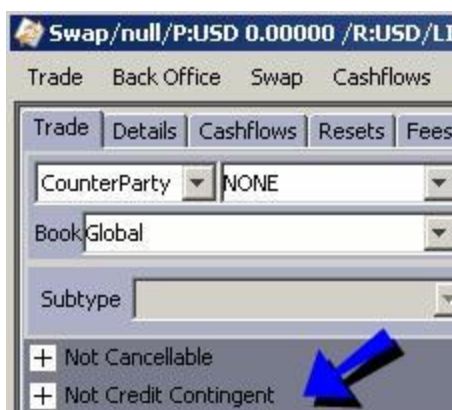 Swap/null/P:USD 0.00000 /R:USD/LI
Trade Back Office Swap Cashflows
Trade Details Cashflows Resets Fees
CounterParty NONE
Book Global
Subtype
+ Not Cancellable
+ Not Credit Contingent